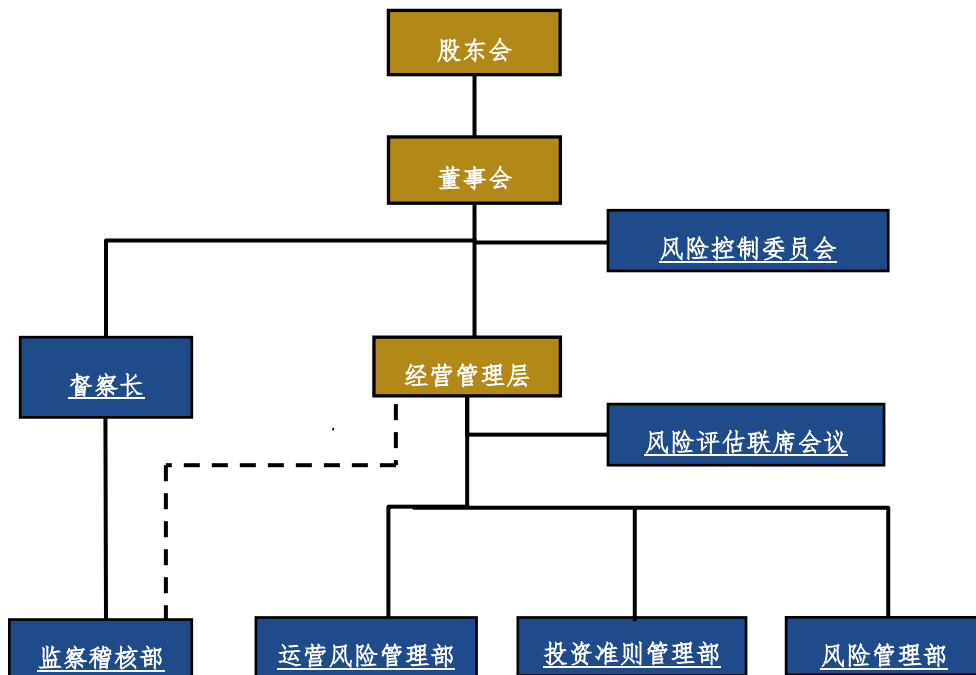 股东会
董事会
风险控制委员会
督察长
经营管理层
风险评估联席会议
监察稽核部
运营风险管理部
投资准则管理部
风险管理部